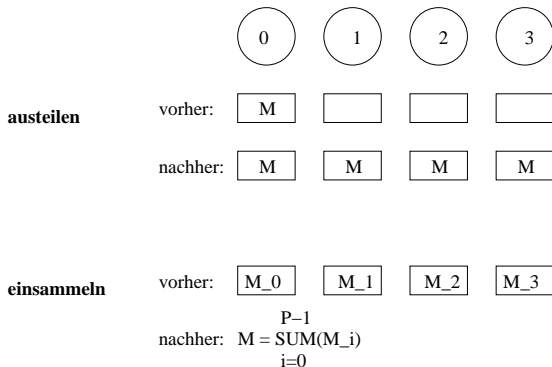 0 1 2 3
austeilen vorher: M
nachher: M M M M
einsammeln vorher: M_0 M_1 M_2 M_3
P−1
nachher: M = SUM(M_i)
i=0